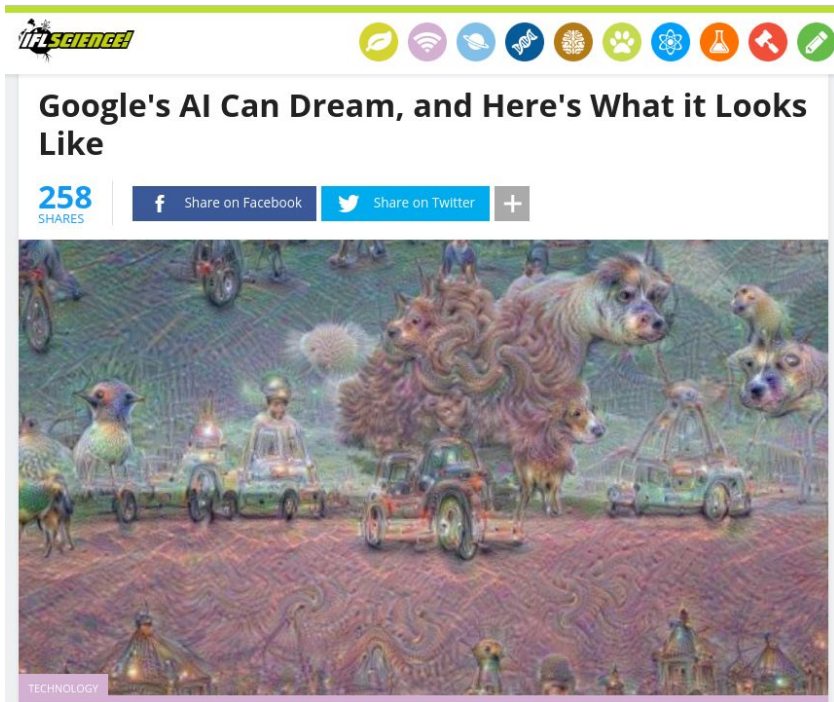 IFLSCIENCE!
Google's AI Can Dream, and Here's What it Looks
Like
258
SHARES
Share on Facebook
Share on Twitter
TECHNOLOGY